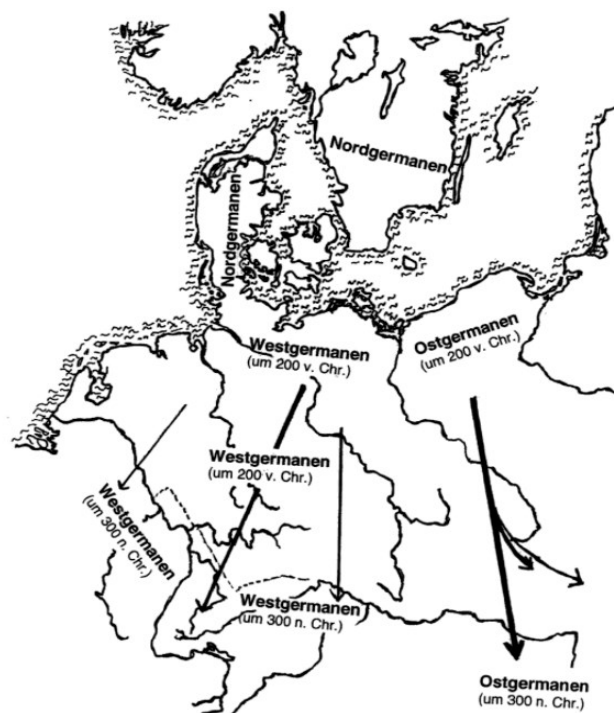 Nordgermanen
Nordgermanen
Westgermanen
(um 200 v. Chr.)
Ostgermanen
(um 200 v. Chr.)
Westgermanen
(um 200 v. Chr.)
Westgermanen
(um 300 n. Chr.)
Westgermanen
(um 300 n. Chr.)
Ostgermanen
(um 300 n. Chr.)